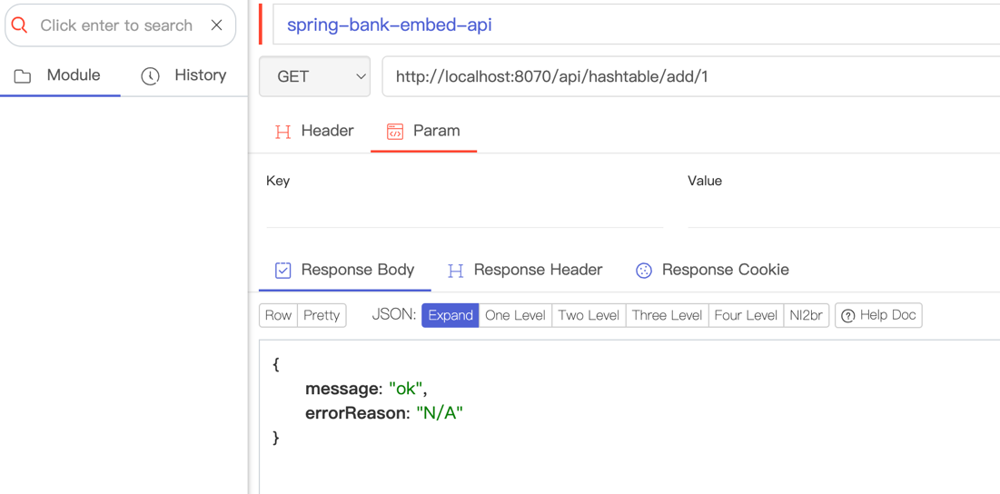 Click enter to search
Module
History
spring-bank-embed-api
GET
http://localhost:8070/api/hashtable/add/1
Header
Param
Key
Value
Response Body
Response Header
Response Cookie
Row
Pretty
JSON:
Expand
One Level
Two Level
Three Level
Four Level
Nl2br
Help Doc
{
message: "ok",
errorReason: "N/A"
}